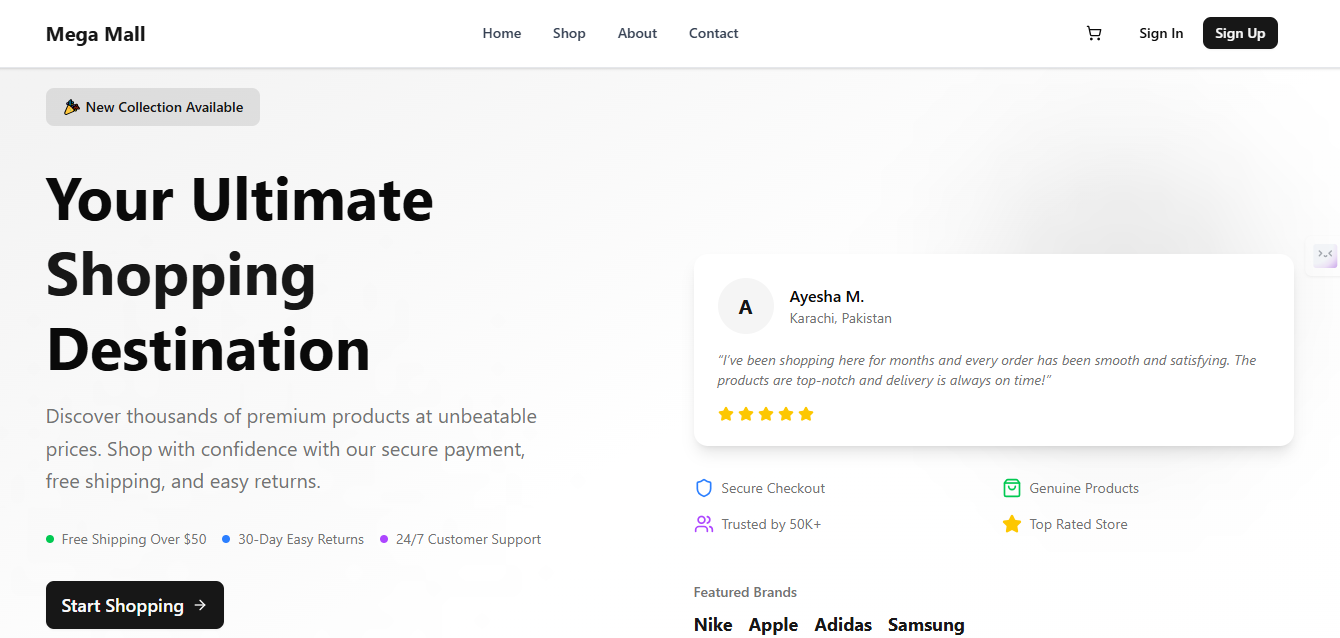 Mega Mall
Home Shop About Contact
Sign In Sign Up
New Collection Available
Your Ultimate
Shopping
Destination
Discover thousands of premium products at unbeatable
prices. Shop with confidence with our secure payment,
free shipping, and easy returns.
Free Shipping Over $50 30-Day Easy Returns 24/7 Customer Support
Start Shopping →
A
Ayesha M.
Karachi, Pakistan
“I've been shopping here for months and every order has been smooth and satisfying. The
products are top-notch and delivery is always on time!”
Secure Checkout Genuine Products
Trusted by 50K+ Top Rated Store
Featured Brands
Nike Apple Adidas Samsung